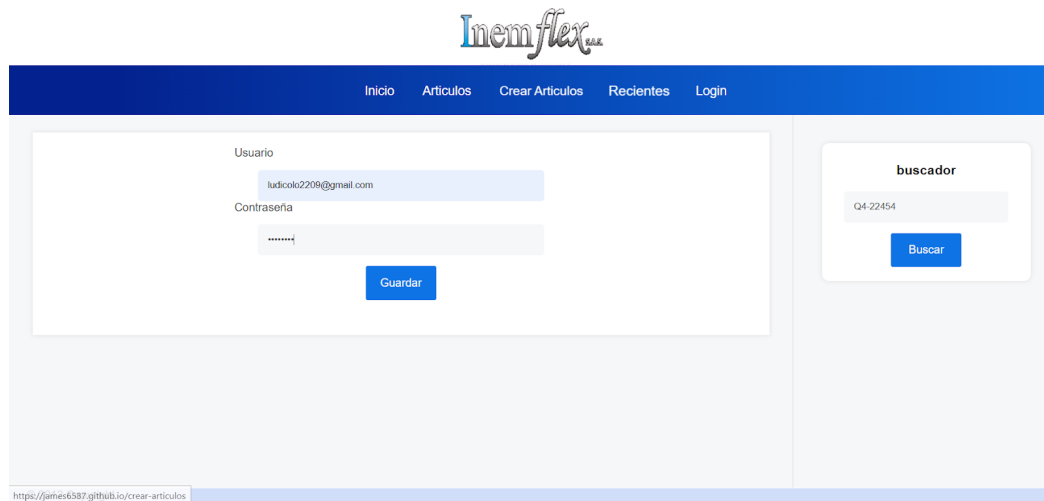 Inemflex S.A.S.
Inicio Articulos Crear Articulos Recientes Login
Usuario
ludicolo2209@gmail.com
Contraseña
••••••••
Guardar
buscador
Q4-22454
Buscar
https://james6587.github.io/crear-articulos